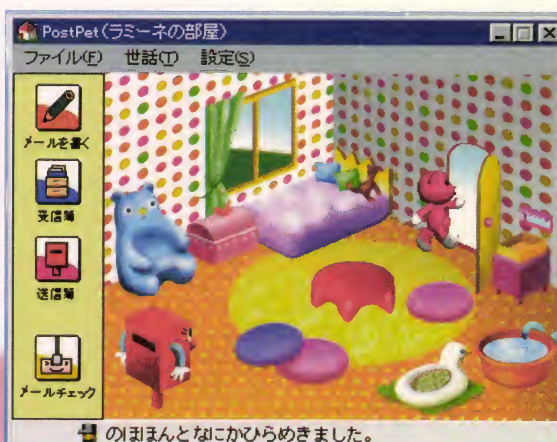 PostPet(ラミーネの部屋)
ファイル(F) 世話(T) 設定(S)
メールを書く
受信簿
送信簿
メールチェック
のほほんとなにかひらめきました。